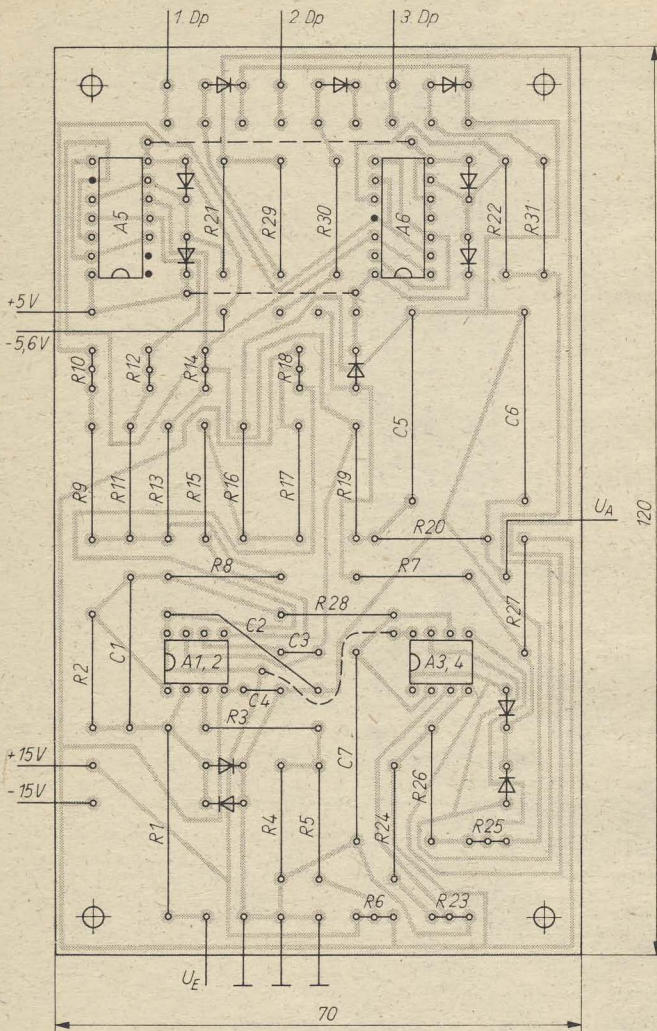 1. Dp 2. Dp 3. Dp
A5 R21 R29 R30 A6 R22 R31
+5V
-5,6V
R10 R12 R14 R18
C5 C6
R9 R11 R13 R15 R16 R17 R19
R20
U_A
120
R8 R7
R28
C2 R27
R2 C1 C3
A1,2 A3,4
C4
R3
+15V
-15V
C7 R26
R1 R4 R5 R24 R25
R6 R23
U_E
70